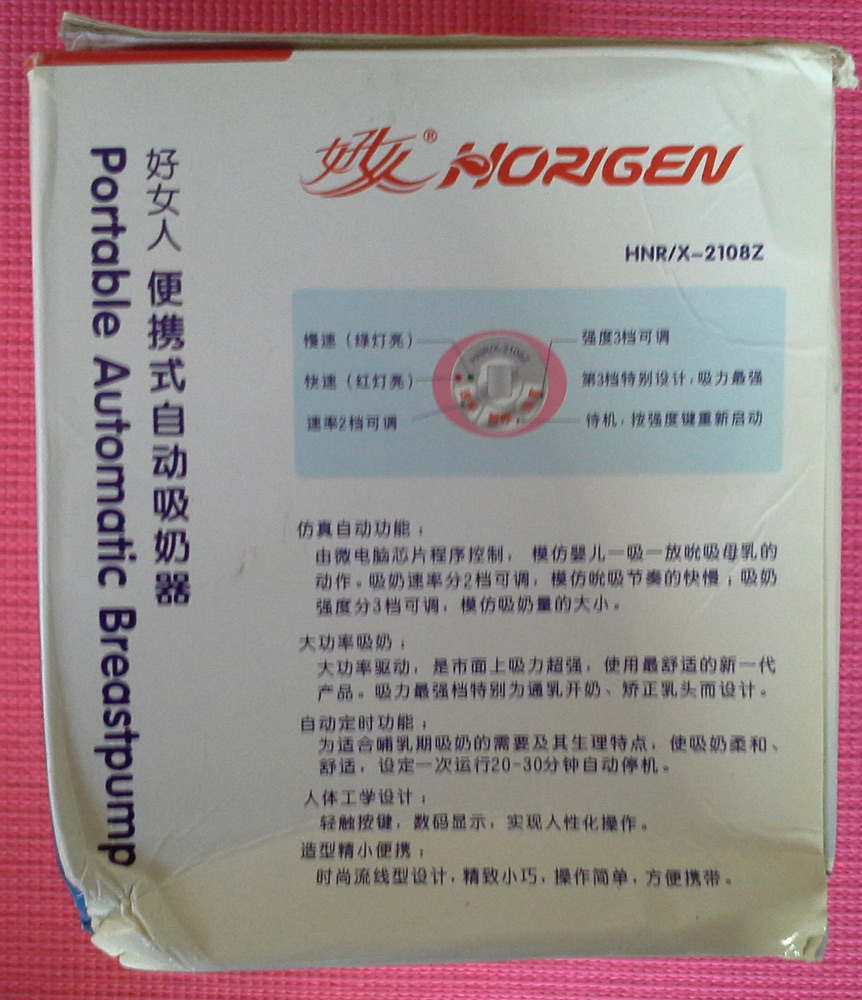 好女人 便携式自动吸奶器
Portable Automatic Breastpump
好女人® HORIGEN
HNR/X-2108Z
慢速（绿灯亮）
快速（红灯亮）
速率2档可调
HNR/X-2108Z
强度3档可调
第3档特别设计，吸力最强
待机，按强度键重新启动
仿真自动功能；
由微电脑芯片程序控制，模仿婴儿一吸一放吮吸母乳的
动作。吸奶速率分2档可调，模仿吮吸节奏的快慢；吸奶
强度分3档可调，模仿吸奶量的大小。
大功率吸奶；
大功率驱动，是市面上吸力超强，使用最舒适的新一代
产品。吸力最强档特别为通乳开奶、矫正乳头而设计。
自动定时功能；
为适合哺乳期吸奶的需要及其生理特点，使吸奶柔和、
舒适，设定一次运行20-30分钟自动停机。
人体工学设计；
轻触按键，数码显示，实现人性化操作。
造型精小便携；
时尚流线型设计，精致小巧，操作简单，方便携带。